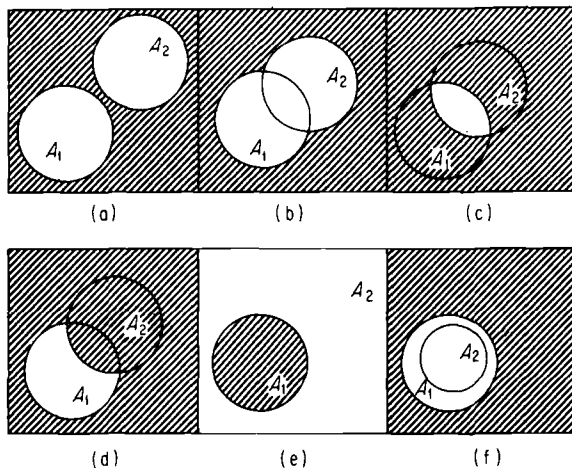 A₂ A₁
(a)
A₂ A₁
(b)
A₂ A₁
(c)
A₂ A₁
(d)
A₂ A₁
(e)
A₂ A₁
(f)